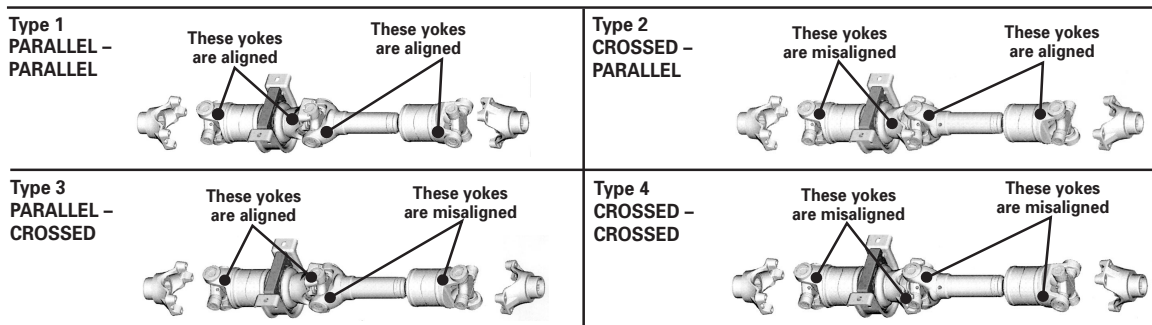 Type 1
PARALLEL –
PARALLEL
These yokes
are aligned
These yokes
are aligned
Type 2
CROSSED –
PARALLEL
These yokes
are misaligned
These yokes
are aligned
Type 3
PARALLEL –
CROSSED
These yokes
are aligned
These yokes
are misaligned
Type 4
CROSSED –
CROSSED
These yokes
are misaligned
These yokes
are misaligned